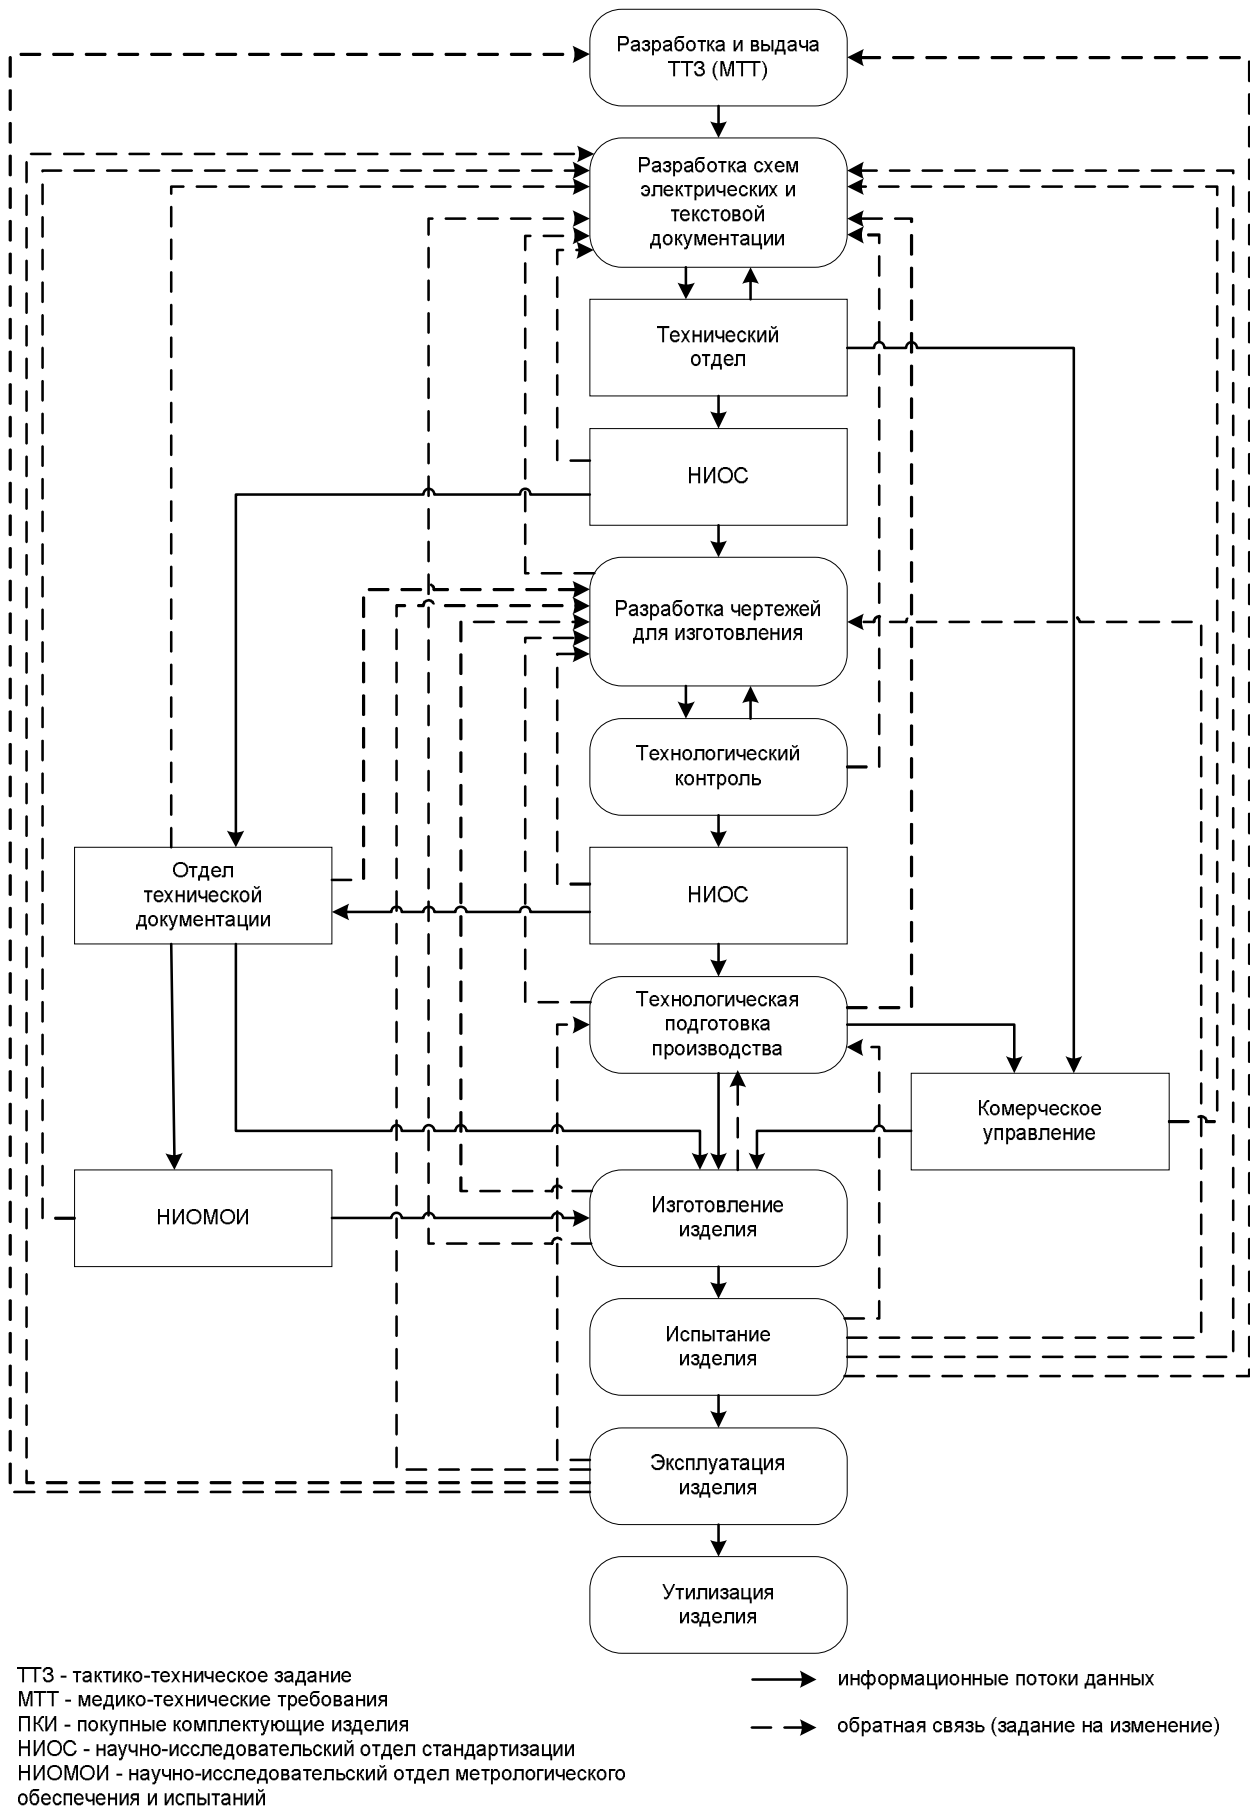 Разработка и выдача
ТТЗ (МТТ)
Разработка схем
электрических и
текстовой
документации
Технический
отдел
НИОС
Разработка чертежей
для изготовления
Технологический
контроль
Отдел
технической
документации
НИОС
Технологическая
подготовка
производства
Комерческое
управление
НИОМОИ
Изготовление
изделия
Испытание
изделия
Эксплуатация
изделия
Утилизация
изделия
ТТЗ - тактико-техническое задание
МТТ - медико-технические требования
ПКИ - покупные комплектующие изделия
НИОС - научно-исследовательский отдел стандартизации
НИОМОИ - научно-исследовательский отдел метрологического
обеспечения и испытаний
информационные потоки данных
обратная связь (задание на изменение)